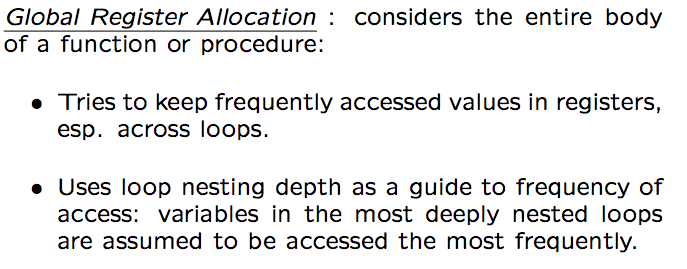 Global Register Allocation : considers the entire body
of a function or procedure:
• Tries to keep frequently accessed values in registers,
esp. across loops.
• Uses loop nesting depth as a guide to frequency of
access: variables in the most deeply nested loops
are assumed to be accessed the most frequently.